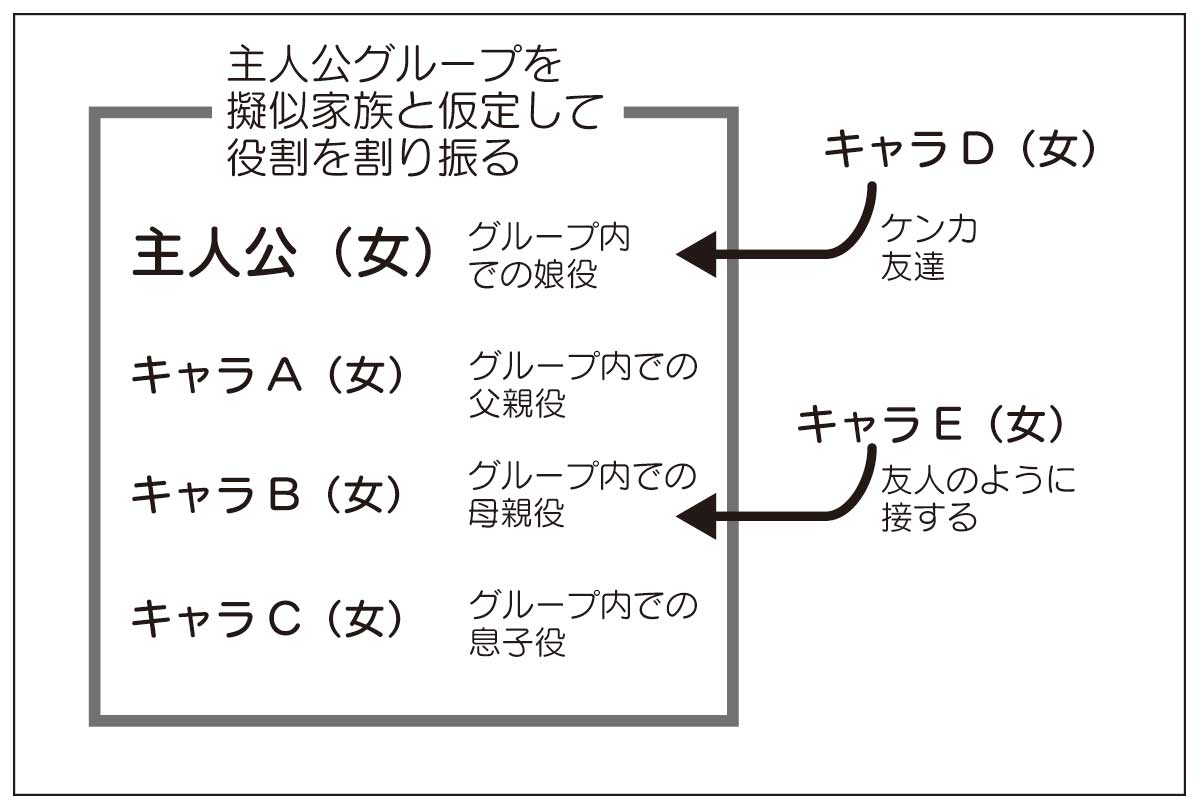 主人公グループを
擬似家族と仮定して
役割を割り振る
主人公（女）
グループ内
での娘役
キャラA（女）
グループ内での
父親役
キャラB（女）
グループ内での
母親役
キャラC（女）
グループ内での
息子役
キャラD（女）
ケンカ
友達
キャラE（女）
友人のように
接する